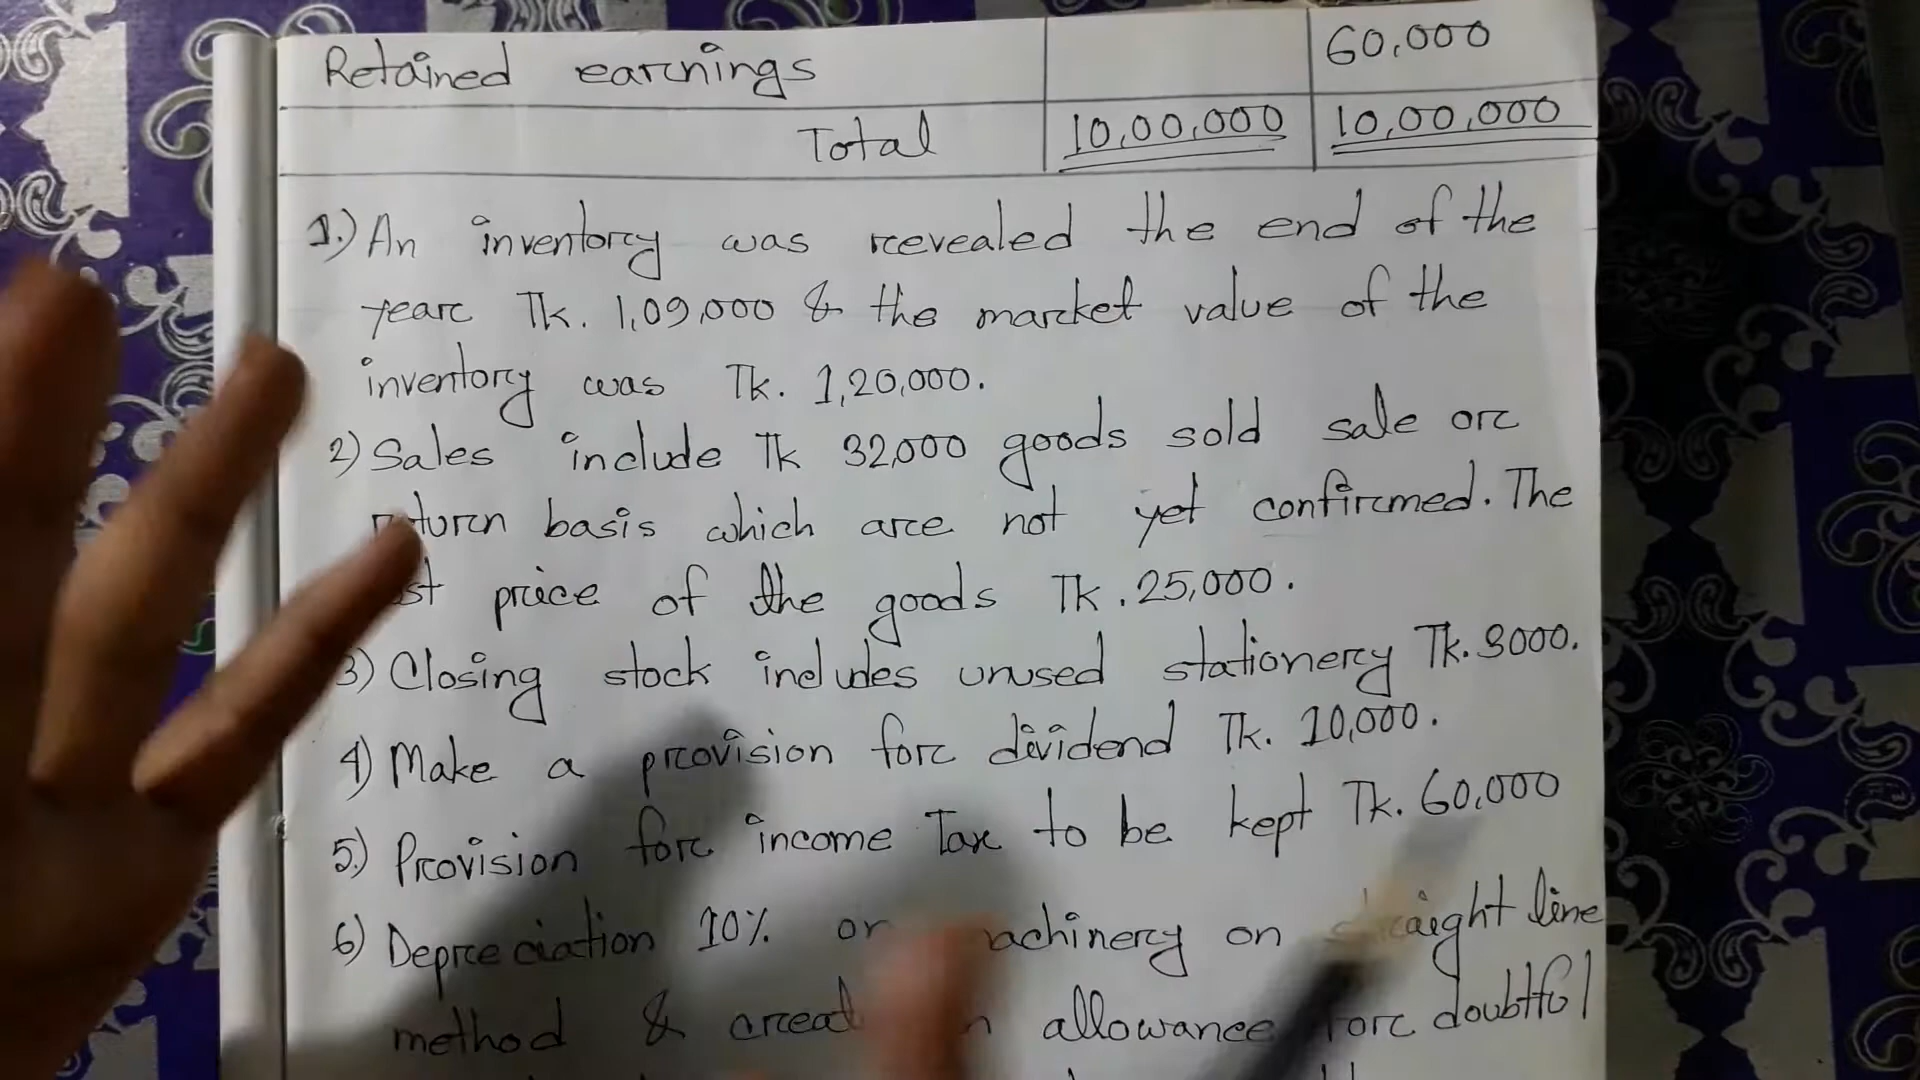 Retained earnings 60,000
Total 10,00,000 10,00,000
1.) An inventory was revealed the end of the
year Tk. 1,09,000 & the market value of the
inventory was Tk. 1,20,000.
2) Sales include Tk 32,000 goods sold sale or
return basis which are not yet confirmed. The
price of the goods Tk. 25,000.
3) Closing stock includes unused stationery Tk.
4) Make a provision for dividend Tk. 10,000.
5.) Provision for income Tax to be kept Tk. 60,000
6) Depreciation 10% on machinery on straight line
method & allowance for doubtful